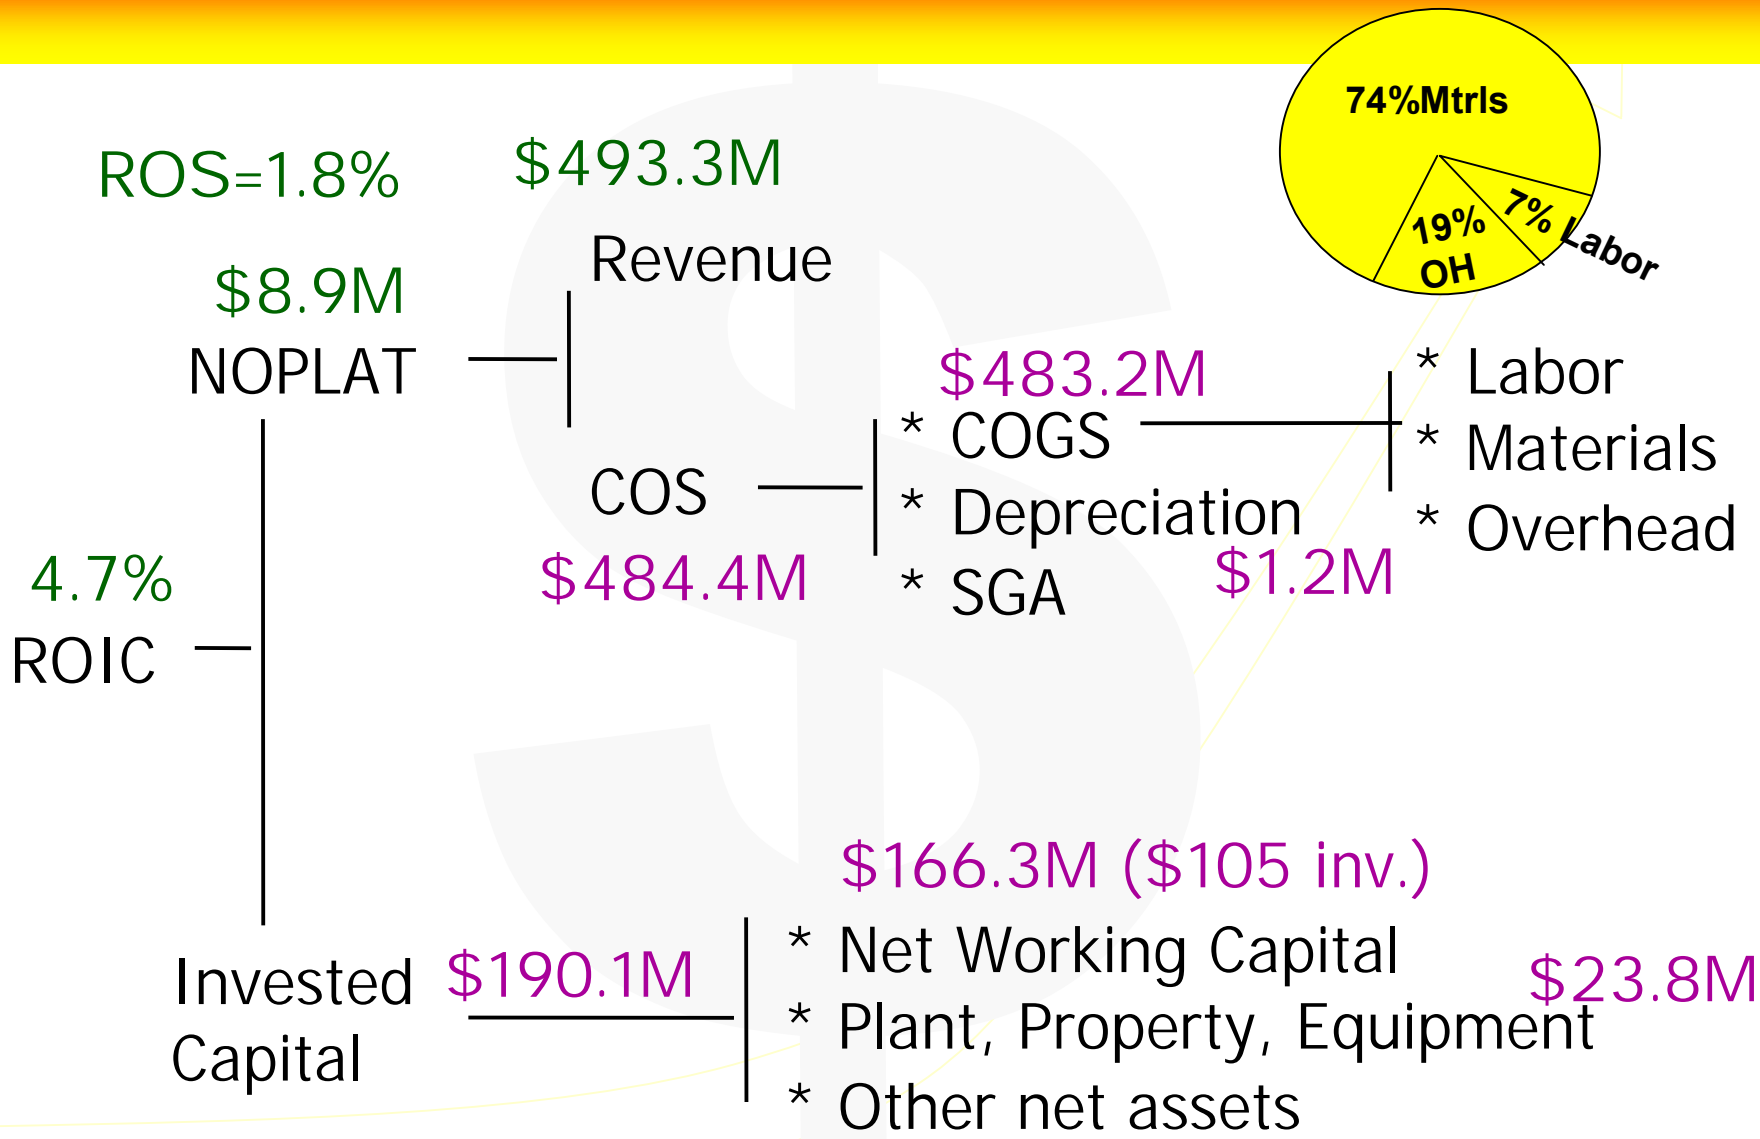 74%Mtrls
19%
OH
7% Labor
ROS=1.8%
$493.3M
Revenue
$8.9M
NOPLAT
$483.2M
* COGS
* Depreciation
$1.2M
* SGA
* Labor
* Materials
* Overhead
COS
$484.4M
4.7%
ROIC
$166.3M ($105 inv.)
Invested
Capital
$190.1M
* Net Working Capital
$23.8M
* Plant, Property, Equipment
* Other net assets